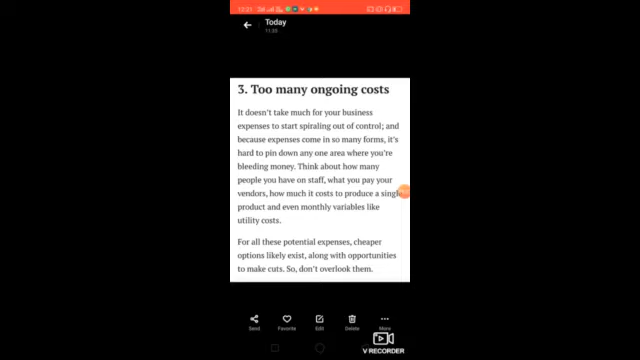 12:21
Today
11:33
3. Too many ongoing costs
It doesn't take much for your business
expenses to start spiraling out of control; and
because expenses come in so many forms, it's
hard to pin down any one area where you're
bleeding money. Think about how many
people you have on staff, what you pay your
vendors, how much it costs to produce a single
product and even monthly variables like
utility costs.
For all these potential expenses, cheaper
options likely exist, along with opportunities
to make cuts. So, don't overlook them.
Send Favorite Edit Delete More
V RECORDER